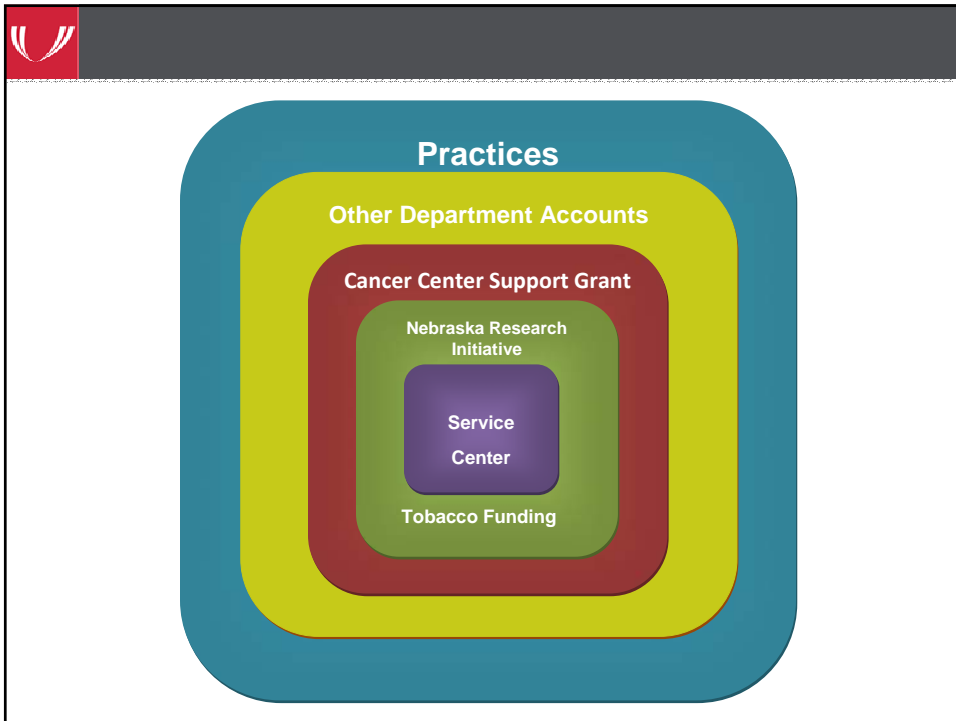 Practices
Other Department Accounts
Cancer Center Support Grant
Nebraska Research
Initiative
Service
Center
Tobacco Funding